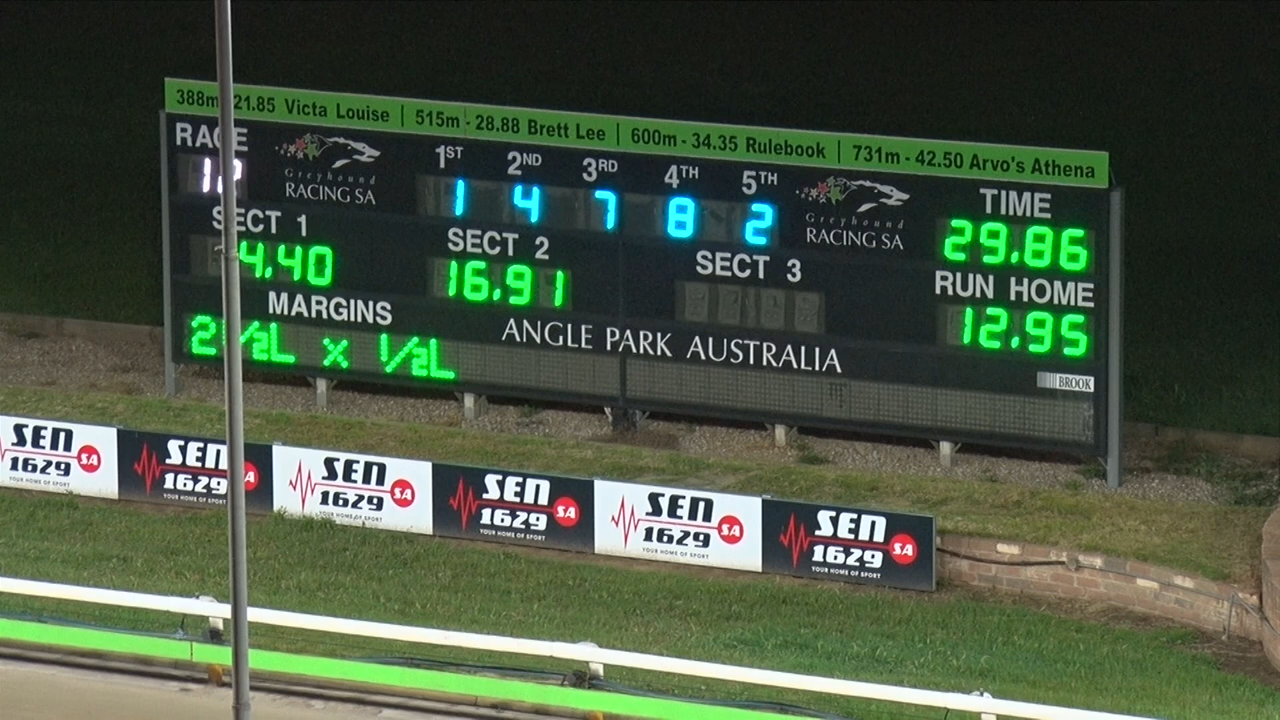 388m 21.85 Victa Louise | 515m - 28.88 Brett Lee | 600m - 34.35 Rulebook | 731m - 42.50 Arvo's Athena
RACE
Greyhound
RACING SA
1ST 2ND 3RD 4TH 5TH
1 4 7 8 2
Greyhound
RACING SA
TIME
29.86
SECT 1
4.40
SECT 2
16.91
SECT 3
RUN HOME
12.95
MARGINS
2 ½L x ½L
ANGLE PARK AUSTRALIA
BROOK
SEN
1629 SA
YOUR HOME OF SPORT
SEN
1629
YOUR HOME OF SPORT
SEN
1629 SA
YOUR HOME OF SPORT
SEN
1629 SA
YOUR HOME OF SPORT
SEN
1629 SA
YOUR HOME OF SPORT
SEN
1629 SA
YOUR HOME OF SPORT